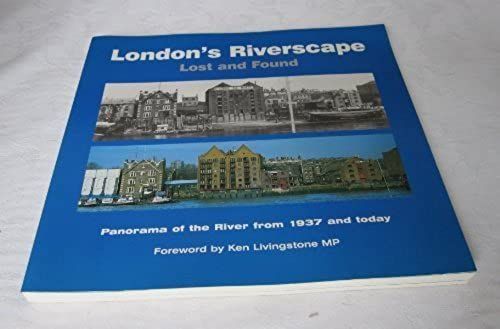 London's Riverscape
Lost and Found
Panorama of the River from 1937 and today
Foreword by Ken Livingstone MP